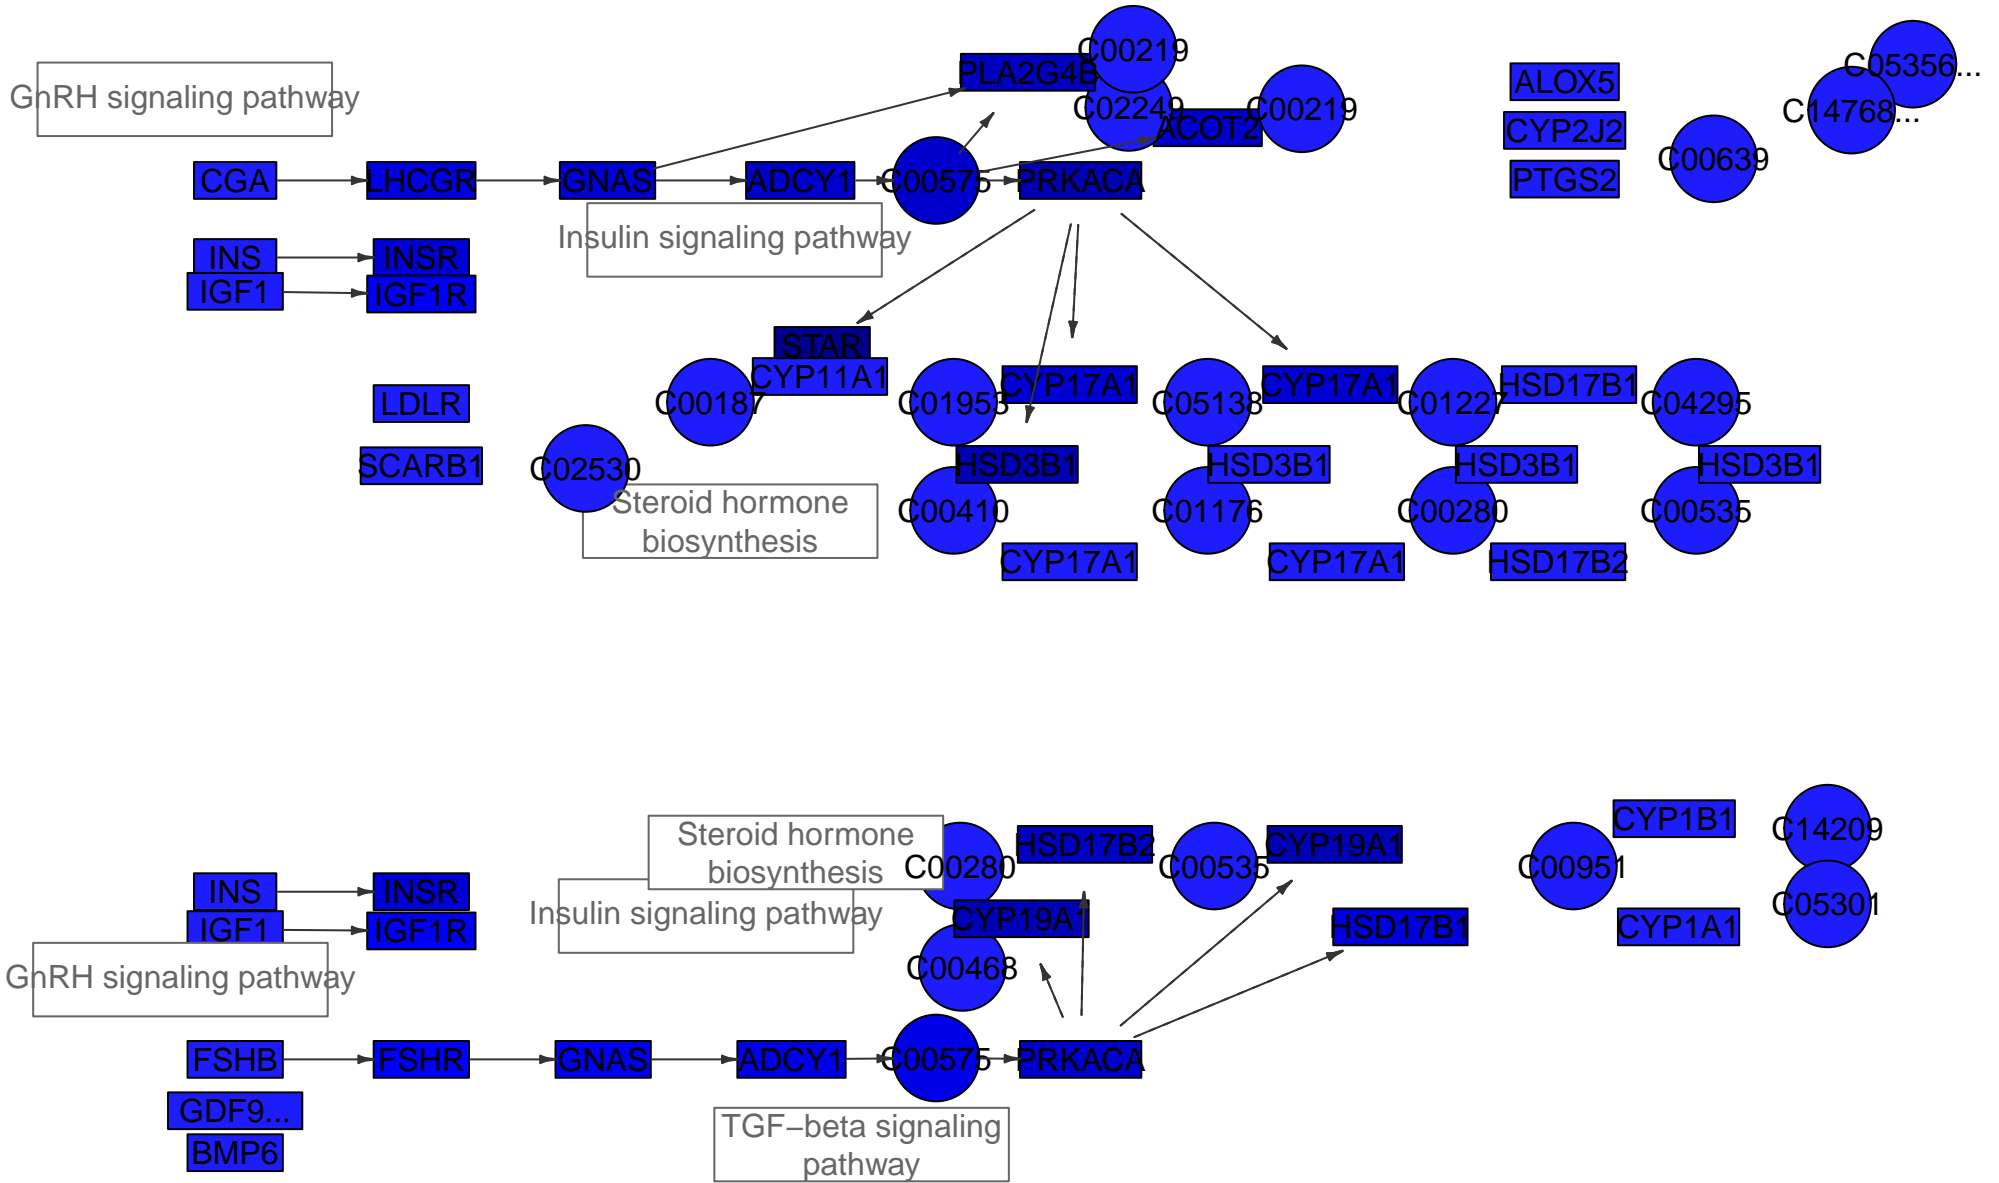 C00219
C05356...
PLA2G4B
ALOX5
GnRH signaling pathway
C02249
C00219
C14768...
ACOT2
CYP2J2
C00639
CGA
LHCGR
GNAS
ADCY1
C00575
PRKACA
PTGS2
Insulin signaling pathway
INS
INSR
IGF1
IGF1R
STAR
CYP11A1
CYP17A1
CYP17A1
HSD17B1
LDLR
C00187
C01953
C05138
C01227
C04295
SCARB1
C02530
HSD3B1
HSD3B1
HSD3B1
HSD3B1
Steroid hormone
biosynthesis
C00410
C01176
C00280
C00535
CYP17A1
CYP17A1
HSD17B2
CYP1B1
C14209
Steroid hormone
biosynthesis
HSD17B2
CYP19A1
C00280
C00535
C00951
INS
INSR
C05301
Insulin signaling pathway
CYP19A1
HSD17B1
CYP1A1
IGF1
IGF1R
GnRH signaling pathway
C00468
FSHB
FSHR
GNAS
ADCY1
C00575
PRKACA
GDF9...
TGF−beta signaling
pathway
BMP6